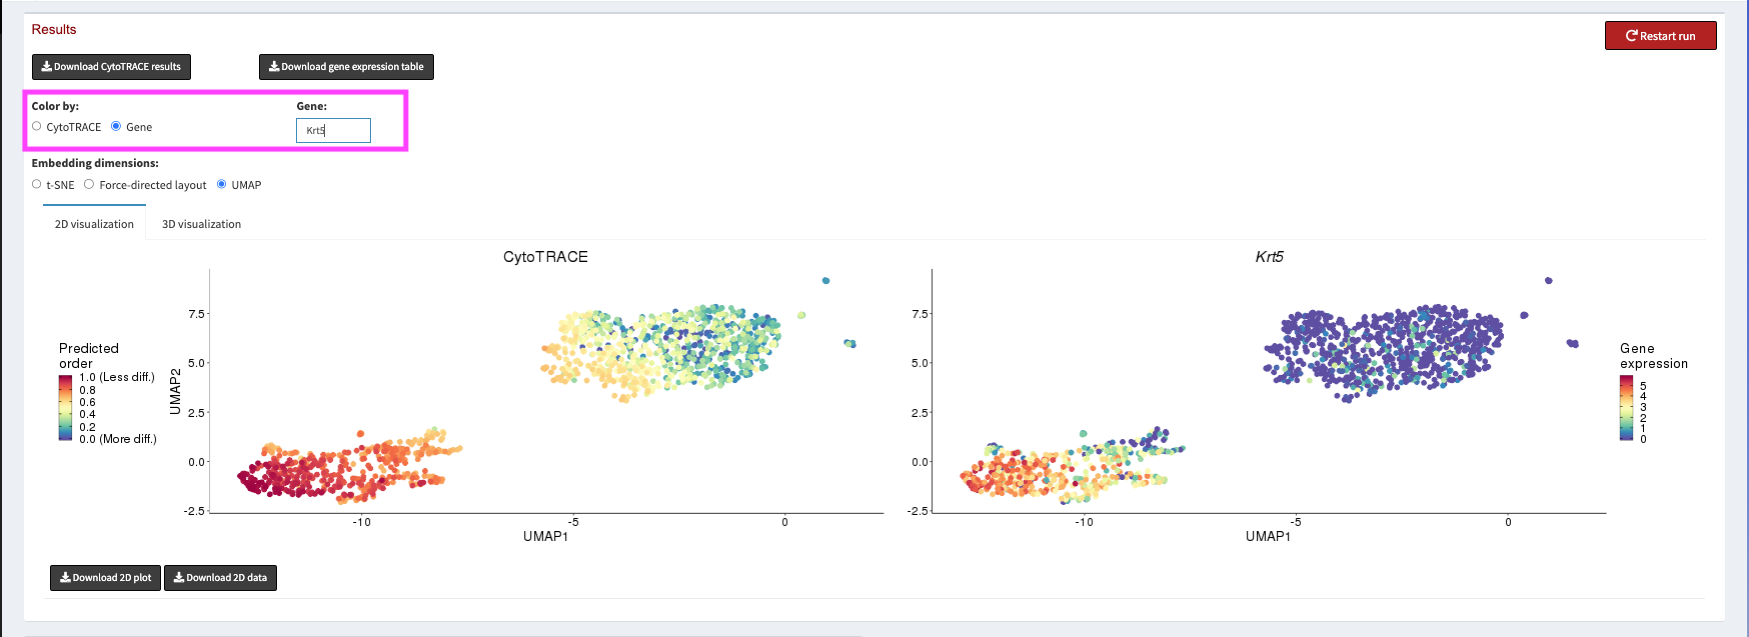 Results
Restart run
Download CytoTRACE results
Download gene expression table
Color by:
Gene:
CytoTRACE
Gene
Krt5
Embedding dimensions:
t-SNE
Force-directed layout
UMAP
2D visualization
3D visualization
CytoTRACE
Predicted
order
1.0 (Less diff.)
0.8
0.6
0.4
0.2
0.0 (More diff.)
UMAP2
7.5
5.0
2.5
0.0
-2.5
-10
-5
0
UMAP1
Krt5
7.5
5.0
2.5
0.0
-2.5
-10
-5
0
UMAP1
Gene
expression
5
4
3
2
1
0
Download 2D plot
Download 2D data